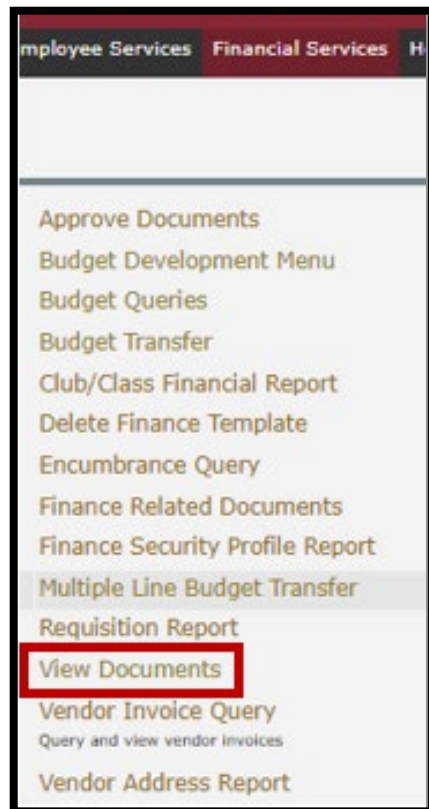 mployee Services Financial Services H
Approve Documents
Budget Development Menu
Budget Queries
Budget Transfer
Club/Class Financial Report
Delete Finance Template
Encumbrance Query
Finance Related Documents
Finance Security Profile Report
Multiple Line Budget Transfer
Requisition Report
View Documents
Vendor Invoice Query
Query and view vendor invoices
Vendor Address Report